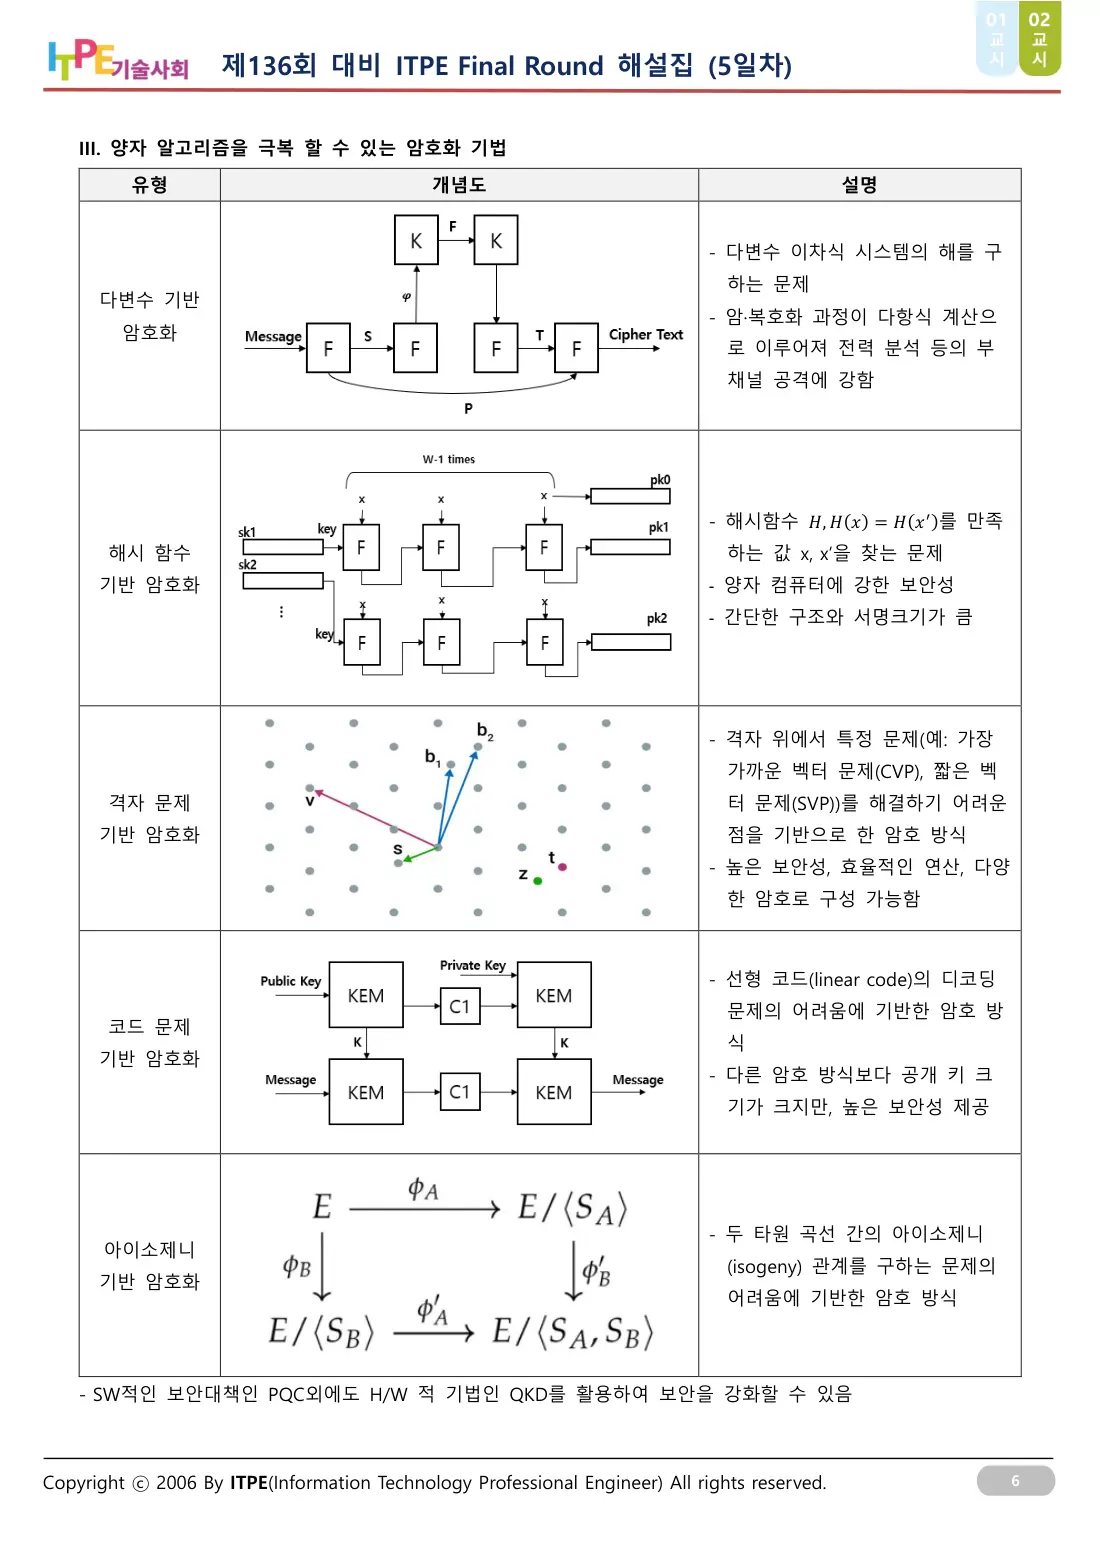 01
교
시
02
교
시
ITPE기술사회 제136회 대비 ITPE Final Round 해설집 (5일차)
III. 양자 알고리즘을 극복 할 수 있는 암호화 기법
유형 개념도 설명
다변수 기반
암호화
K F K
φ
Message F S F F T F Cipher Text
P
- 다변수 이차식 시스템의 해를 구
하는 문제
- 암·복호화 과정이 다항식 계산으
로 이루어져 전력 분석 등의 부
채널 공격에 강함
해시 함수
기반 암호화
W-1 times
pk0
x x x
sk1 key F F F pk1
sk2
⋮
x x x
key F F F pk2
- 해시함수 H, H(x) = H(x′)를 만족
하는 값 x, x’을 찾는 문제
- 양자 컴퓨터에 강한 보안성
- 간단한 구조와 서명크기가 큼
격자 문제
기반 암호화
b2
b1
v
s
t
z
- 격자 위에서 특정 문제(예: 가장
가까운 벡터 문제(CVP), 짧은 벡
터 문제(SVP))를 해결하기 어려운
점을 기반으로 한 암호 방식
- 높은 보안성, 효율적인 연산, 다양
한 암호로 구성 가능함
코드 문제
기반 암호화
Public Key KEM C1 Private Key KEM
K K
Message KEM C1 KEM Message
- 선형 코드(linear code)의 디코딩
문제의 어려움에 기반한 암호 방
식
- 다른 암호 방식보다 공개 키 크
기가 크지만, 높은 보안성 제공
아이소제니
기반 암호화
E ϕA E/⟨SA⟩
ϕB ϕ′B
E/⟨SB⟩ ϕ′A E/⟨SA, SB⟩
- 두 타원 곡선 간의 아이소제니
(isogeny) 관계를 구하는 문제의
어려움에 기반한 암호 방식
- SW적인 보안대책인 PQC외에도 H/W 적 기법인 QKD를 활용하여 보안을 강화할 수 있음
Copyright ⓒ 2006 By ITPE(Information Technology Professional Engineer) All rights reserved.
6